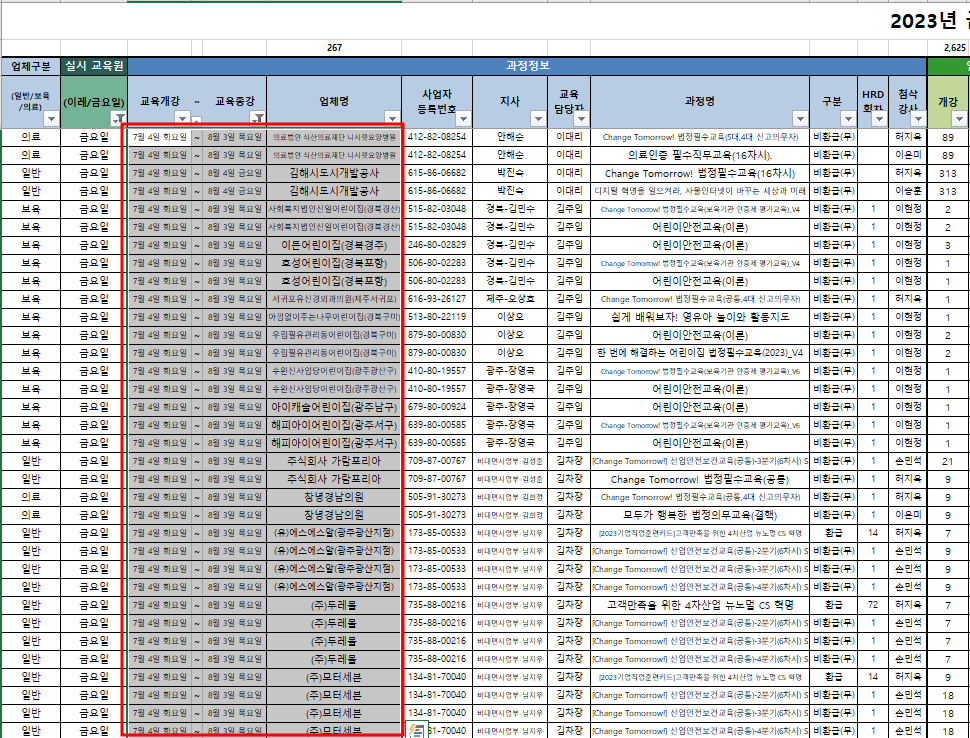 2023년
267 2,625
업체구분 실시 교육원 과정정보
(일반/보육/의료) (이레/금요일) 교육개강 ~ 교육종강 업체명 사업자 등록번호 지사 교육 담당자 과정명 구분 HRD 회차 첨삭 강사 개강
의료 금요일 7월 4일 화요일 ~ 8월 3일 목요일 의료법인 식산의료재단 니시랫요양병원 412-82-08254 안해순 이대리 Change Tomorrow! 법정필수교육(5대,4대 신고의무자) 비환급(무) 허지욱 89
의료 금요일 7월 4일 화요일 ~ 8월 3일 목요일 의료법인 식산의료재단 니시랫요양병원 412-82-08254 안해순 이대리 의료인증 필수직무교육(16차시). 비환급(무) 이은미 89
일반 금요일 7월 4일 화요일 ~ 8월 4일 금요일 김해시도시개발공사 615-86-06682 박진숙 이대리 Change Tomorrow! 법정필수교육(16차시) 비환급(무) 허지욱 313
일반 금요일 7월 4일 화요일 ~ 8월 4일 금요일 김해시도시개발공사 615-86-06682 박진숙 이대리 디지털 혁명을 일으켜라, 사물인터넷이 바꾸는 세상과 미래 비환급(무) 이승훈 313
보육 금요일 7월 4일 화요일 ~ 8월 3일 목요일 사회복지법인신일어린이집(경북경산) 515-82-03048 경북-김민수 김주임 Change Tomorrow! 법정필수교육(보육기관 인증제 평가교육)_V4 비환급(무) 1 이현정 2
보육 금요일 7월 4일 화요일 ~ 8월 3일 목요일 사회복지법인신일어린이집(경북경산) 515-82-03048 경북-김민수 김주임 어린이안전교육(이론) 비환급(무) 1 이현정 2
보육 금요일 7월 4일 화요일 ~ 8월 3일 목요일 이든어린이집(경북경주) 246-80-02829 경북-김민수 김주임 어린이안전교육(이론) 비환급(무) 1 이현정 3
보육 금요일 7월 4일 화요일 ~ 8월 3일 목요일 효성어린이집(경북포항) 506-80-02283 경북-김민수 김주임 Change Tomorrow! 법정필수교육(보육기관 인증제 평가교육)_V4 비환급(무) 1 이현정 1
보육 금요일 7월 4일 화요일 ~ 8월 3일 목요일 효성어린이집(경북포항) 506-80-02283 경북-김민수 김주임 어린이안전교육(이론) 비환급(무) 1 이현정 1
보육 금요일 7월 4일 화요일 ~ 8월 3일 목요일 서귀포유신경외과의원(제주서귀포) 616-93-26127 제주-오상호 김주임 Change Tomorrow! 법정필수교육(공통,4대 신고의무자) 비환급(무) 1 허지욱 1
보육 금요일 7월 4일 화요일 ~ 8월 3일 목요일 아낌없이주는나무어린이집(경북구미) 513-80-22119 이상오 김주임 쉽게 배워보자! 영유아 놀이와 활동지도 비환급(무) 1 이현정 1
보육 금요일 7월 4일 화요일 ~ 8월 3일 목요일 우림필유관리동어린이집(경북구미) 879-80-00830 이상오 김주임 어린이안전교육(이론) 비환급(무) 1 이현정 2
보육 금요일 7월 4일 화요일 ~ 8월 3일 목요일 우림필유관리동어린이집(경북구미) 879-80-00830 이상오 김주임 한 번에 해결하는 어린이집 법정필수교육(2023)_V4 비환급(무) 1 이현정 2
보육 금요일 7월 4일 화요일 ~ 8월 3일 목요일 수완신사임당어린이집(광주광산구) 410-80-19557 광주-장영국 김주임 Change Tomorrow! 법정필수교육(보육기관 인증제 평가교육)_V6 비환급(무) 1 이현정 1
보육 금요일 7월 4일 화요일 ~ 8월 3일 목요일 수완신사임당어린이집(광주광산구) 410-80-19557 광주-장영국 김주임 어린이안전교육(이론) 비환급(무) 1 이현정 1
보육 금요일 7월 4일 화요일 ~ 8월 3일 목요일 아이캐슬어린이집(광주남구) 679-80-00924 광주-장영국 김주임 어린이안전교육(이론) 비환급(무) 1 이현정 1
보육 금요일 7월 4일 화요일 ~ 8월 3일 목요일 해피아이어린이집(광주서구) 639-80-00585 광주-장영국 김주임 Change Tomorrow! 법정필수교육(보육기관 인증제 평가교육)_V6 비환급(무) 1 이현정 1
보육 금요일 7월 4일 화요일 ~ 8월 3일 목요일 해피아이어린이집(광주서구) 639-80-00585 광주-장영국 김주임 어린이안전교육(이론) 비환급(무) 1 이현정 1
일반 금요일 7월 4일 화요일 ~ 8월 3일 목요일 주식회사 가람프리아 709-87-00767 비대면사업부-김성훈 김차장 [Change Tomorrow!] 산업안전보건교육(공통)-3분기(6차시) S 비환급(무) 1 손민석 21
일반 금요일 7월 4일 화요일 ~ 8월 3일 목요일 주식회사 가람프리아 709-87-00767 비대면사업부-김성훈 김차장 Change Tomorrow! 법정필수교육(공통) 비환급(무) 1 허지욱 9
의료 금요일 7월 4일 화요일 ~ 8월 3일 목요일 창녕경남의원 505-91-30273 비대면사업부-김희정 김차장 Change Tomorrow! 법정필수교육(공통,4대 신고의무자) 비환급(무) 1 허지욱 9
의료 금요일 7월 4일 화요일 ~ 8월 3일 목요일 창녕경남의원 505-91-30273 비대면사업부-김희정 김차장 모두가 행복한 법정의무교육(결핵) 비환급(무) 1 이은미 9
일반 금요일 7월 4일 화요일 ~ 8월 3일 목요일 (유)에스에스알(광주광산지점) 173-85-00533 비대면사업부-남지우 김차장 [2023기업직업훈련카드]고객만족을 위한 4차산업 뉴노멀 CS 혁명 환급 14 허지욱 7
일반 금요일 7월 4일 화요일 ~ 8월 3일 목요일 (유)에스에스알(광주광산지점) 173-85-00533 비대면사업부-남지우 김차장 [Change Tomorrow!] 산업안전보건교육(공통)-2분기(6차시) S 비환급(무) 1 손민석 9
일반 금요일 7월 4일 화요일 ~ 8월 3일 목요일 (유)에스에스알(광주광산지점) 173-85-00533 비대면사업부-남지우 김차장 [Change Tomorrow!] 산업안전보건교육(공통)-3분기(6차시) S 비환급(무) 1 손민석 9
일반 금요일 7월 4일 화요일 ~ 8월 3일 목요일 (유)에스에스알(광주광산지점) 173-85-00533 비대면사업부-남지우 김차장 [Change Tomorrow!] 산업안전보건교육(공통)-4분기(6차시) S 비환급(무) 1 손민석 9
일반 금요일 7월 4일 화요일 ~ 8월 3일 목요일 (주)두레올 735-88-00216 비대면사업부-남지우 김차장 고객만족을 위한 4차산업 뉴노멀 CS 혁명 환급 72 허지욱 7
일반 금요일 7월 4일 화요일 ~ 8월 3일 목요일 (주)두레올 735-88-00216 비대면사업부-남지우 김차장 [Change Tomorrow!] 산업안전보건교육(공통)-2분기(6차시) S 비환급(무) 1 손민석 7
일반 금요일 7월 4일 화요일 ~ 8월 3일 목요일 (주)두레올 735-88-00216 비대면사업부-남지우 김차장 [Change Tomorrow!] 산업안전보건교육(공통)-3분기(6차시) S 비환급(무) 1 손민석 7
일반 금요일 7월 4일 화요일 ~ 8월 3일 목요일 (주)두레올 735-88-00216 비대면사업부-남지우 김차장 [Change Tomorrow!] 산업안전보건교육(공통)-4분기(6차시) S 비환급(무) 1 손민석 7
일반 금요일 7월 4일 화요일 ~ 8월 3일 목요일 (주)모터세븐 134-81-70040 비대면사업부-남지우 김차장 [2023기업직업훈련카드]고객만족을 위한 4차산업 뉴노멀 CS 혁명 환급 14 허지욱 9
일반 금요일 7월 4일 화요일 ~ 8월 3일 목요일 (주)모터세븐 134-81-70040 비대면사업부-남지우 김차장 [Change Tomorrow!] 산업안전보건교육(공통)-2분기(6차시) S 비환급(무) 1 손민석 18
일반 금요일 7월 4일 화요일 ~ 8월 3일 목요일 (주)모터세븐 134-81-70040 비대면사업부-남지우 김차장 [Change Tomorrow!] 산업안전보건교육(공통)-3분기(6차시) S 비환급(무) 1 손민석 18
일반 금요일 7월 4일 화요일 ~ 8월 3일 목요일 (주)모터세븐 31-70040 비대면사업부-남지우 김차장 [Change Tomorrow!] 산업안전보건교육(공통)-4분기(6차시) S 비환급(무) 1 손민석 18